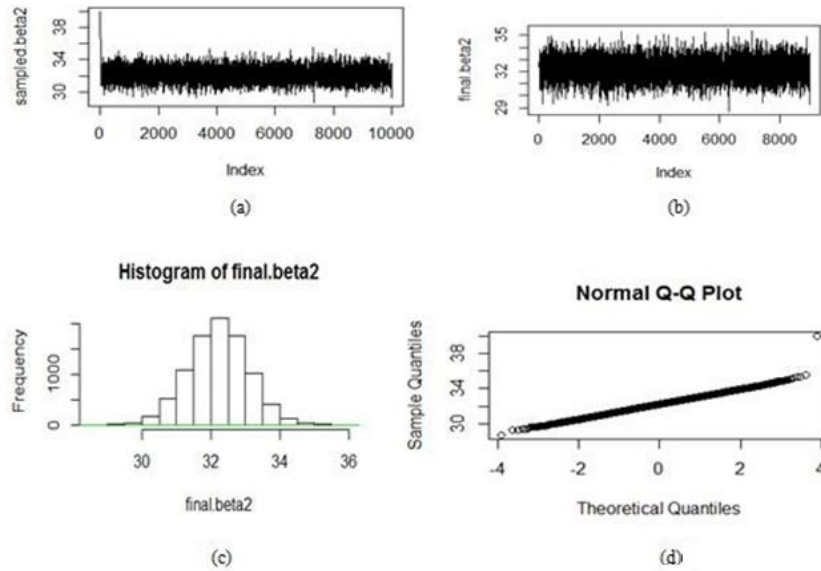 sampled.beta2
30 34 38
0 2000 4000 6000 8000 10000
Index
(a)
final.beta2
29 32 35
0 2000 4000 6000 8000
Index
(b)
Histogram of final.beta2
Frequency
0 1000
30 32 34 36
final.beta2
(c)
Normal Q-Q Plot
Sample Quantiles
30 34 38
-4 -2 0 2 4
Theoretical Quantiles
(d)